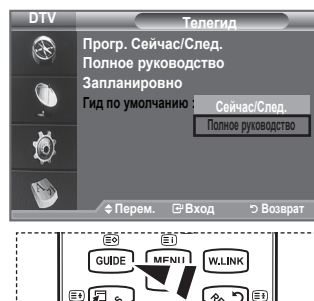 DTV
Телегид
Прогр. Сейчас/След.
Полное руководство
Запланировно
Гид по умолчанию :
Сейчас/След.
Полное руководство
Перем. Вход Возврат
GUIDE MENU W.LINK